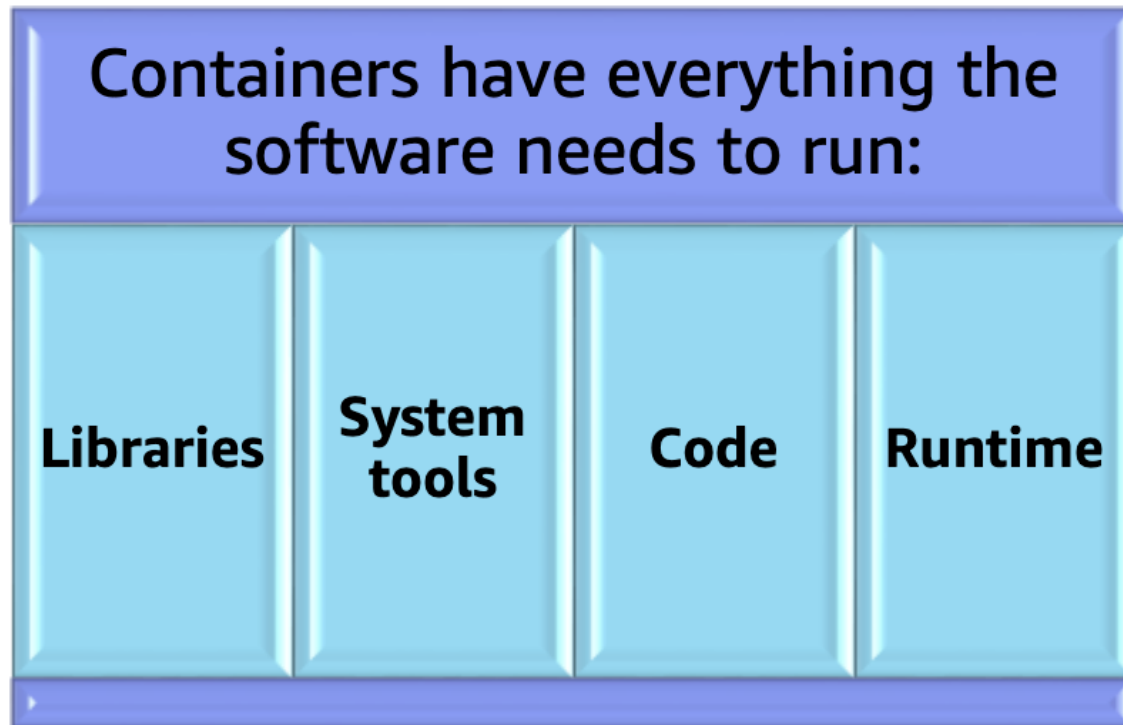 Containers have everything the
software needs to run:
Libraries
System
tools
Code
Runtime